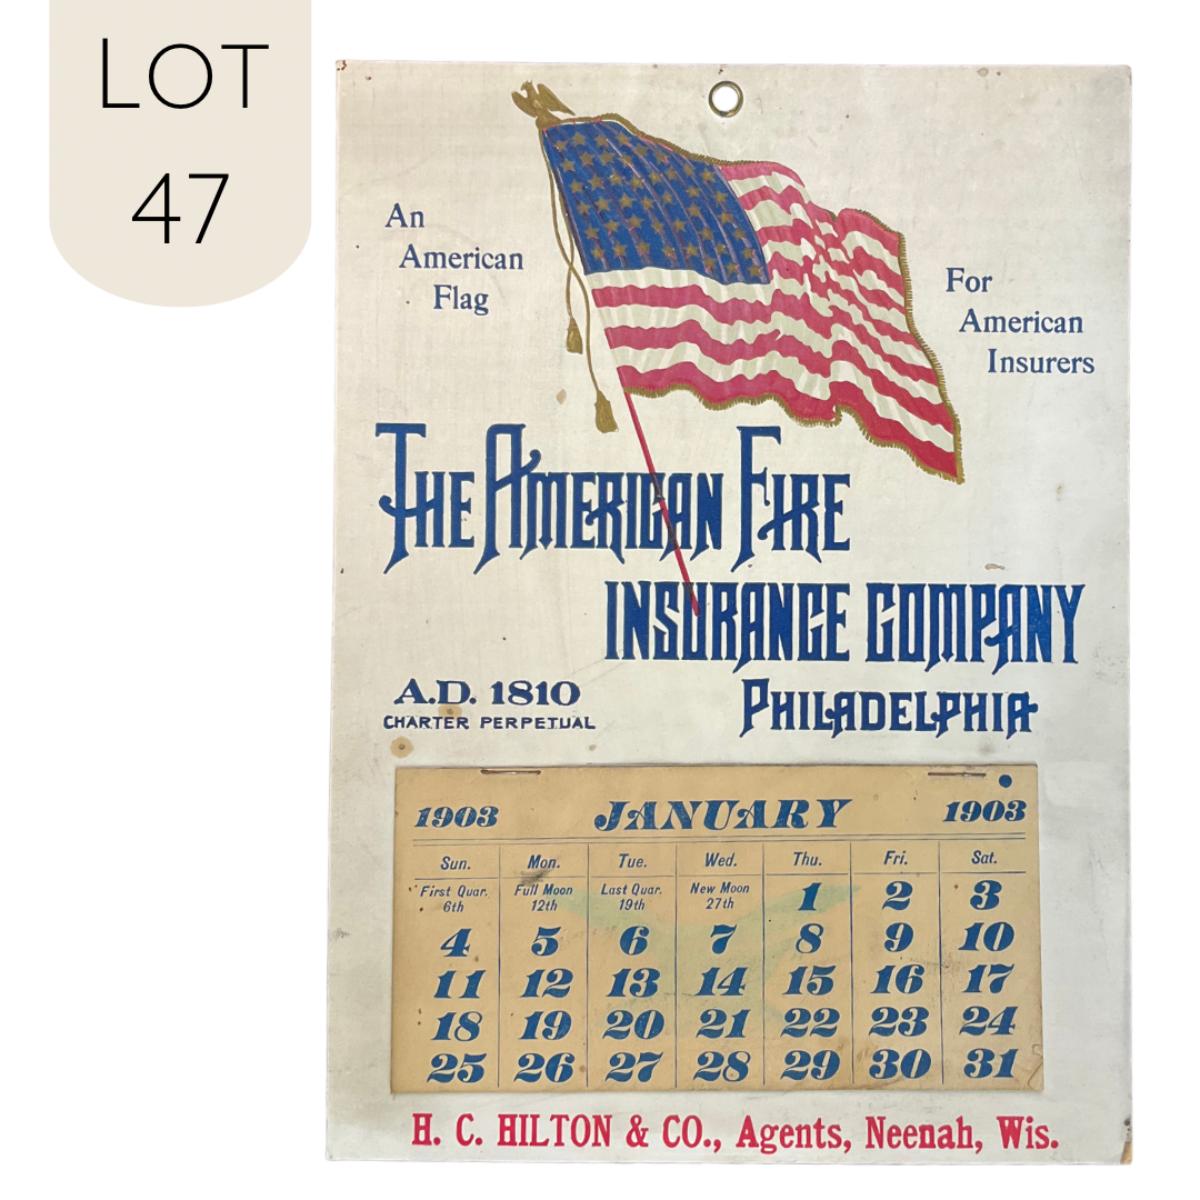 LOT
47
An
American
Flag
For
American
Insurers
The American Fire
INSURANCE COMPANY
PHILADELPHIA
A.D. 1810
CHARTER PERPETUAL
1903 JANUARY 1903
Sun. Mon. Tue. Wed. Thu. Fri. Sat.
First Quar. 6th Full Moon 12th Last Quar. 19th New Moon 27th 1 2 3
4 5 6 7 8 9 10
11 12 13 14 15 16 17
18 19 20 21 22 23 24
25 26 27 28 29 30 31
H. C. HILTON & CO., Agents, Neenah, Wis.